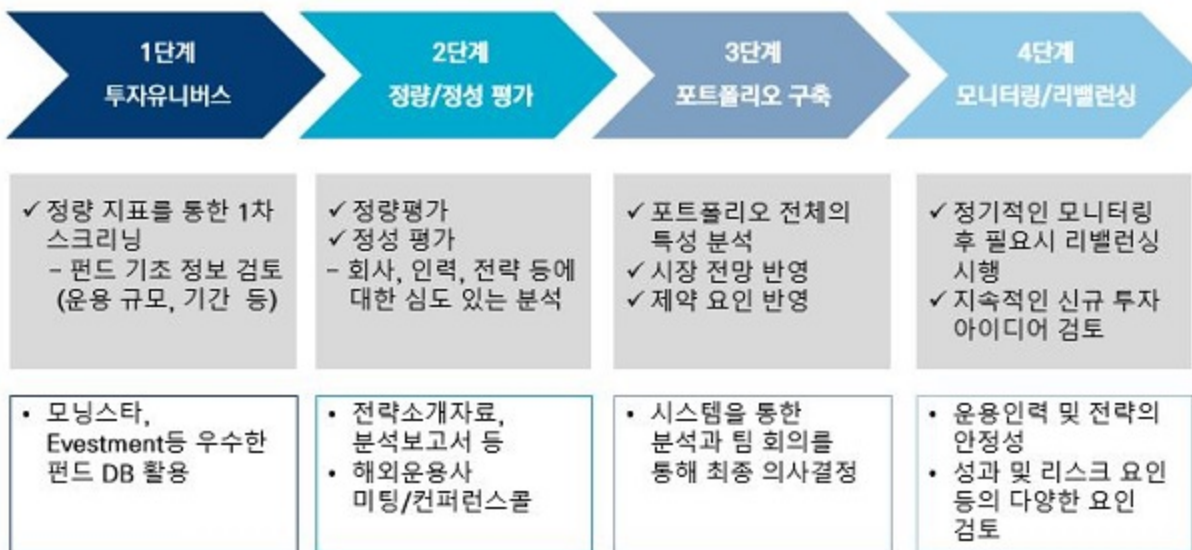 1단계
투자유니버스
2단계
정량/정성 평가
3단계
포트폴리오 구축
4단계
모니터링/리밸런싱
✓ 정량 지표를 통한 1차
스크리닝
- 펀드 기초 정보 검토
(운용 규모, 기간 등)
✓ 정량평가
✓ 정성 평가
- 회사, 인력, 전략 등에
대한 심도 있는 분석
✓ 포트폴리오 전체의
특성 분석
✓ 시장 전망 반영
✓ 제약 요인 반영
✓ 정기적인 모니터링
후 필요시 리밸런싱
시행
✓ 지속적인 신규 투자
아이디어 검토
• 모닝스타,
Evestment등 우수한
펀드 DB 활용
• 전략소개자료,
분석보고서 등
• 해외운용사
미팅/컨퍼런스콜
• 시스템을 통한
분석과 팀 회의를
통해 최종 의사결정
• 운용인력 및 전략의
안정성
• 성과 및 리스크 요인
등의 다양한 요인
검토